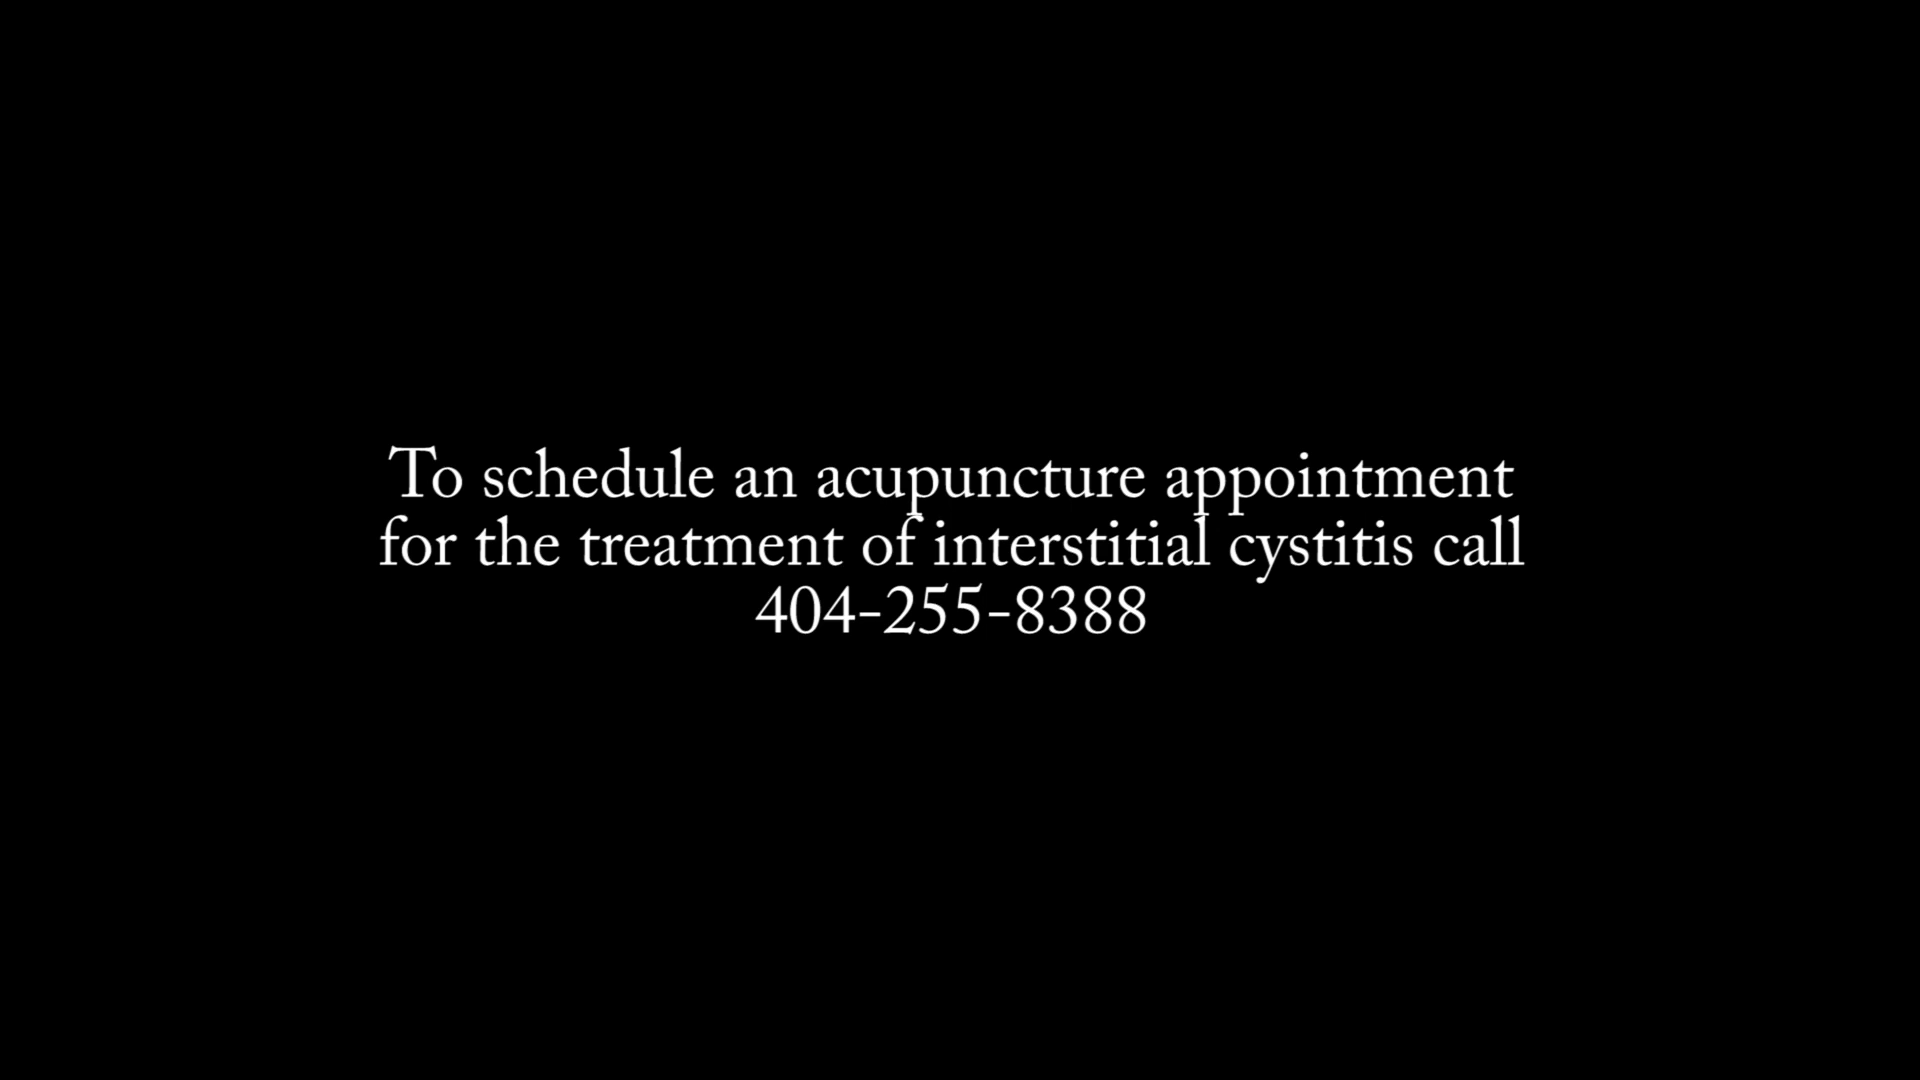 To schedule an acupuncture appointment
for the treatment of interstitial cystitis call
404-255-8388